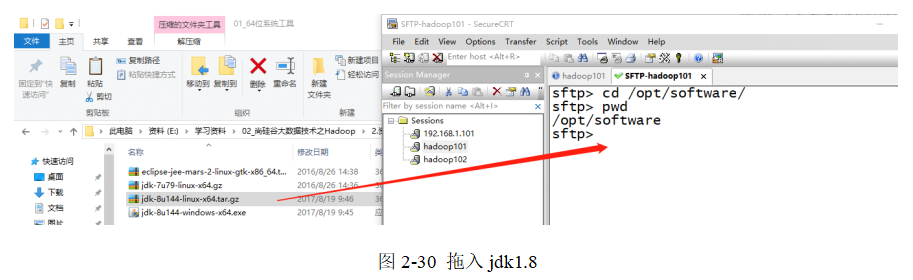 压缩的文件夹工具 01_64位系统工具
文件 主页 共享 查看 解压缩
固定到"快速访问" 复制 粘贴 剪切 复制路径 粘贴快捷方式 移动到 复制到 删除 重命名 新建文件夹 新建项目 轻松访问
剪贴板 组织 新建
此电脑 > 资料 (E:) > 学习资料 > 02_尚硅谷大数据技术之Hadoop > 2.
名称 修改日期
快速访问
桌面
下载
文档
图片
eclipse-jee-mars-2-linux-gtk-x86_64.t... 2016/8/26 14:38
jdk-7u79-linux-x64.gz 2016/8/26 14:36
jdk-8u144-linux-x64.tar.gz 2017/8/19 9:46
jdk-8u144-windows-x64.exe 2017/8/19 9:45
SFTP-hadoop101 - SecureCRT
File Edit View Options Transfer Script Tools Window Help
Enter host <Alt+R>
Session Manager
Filter by session name <Alt+I>
Sessions
192.168.1.101
hadoop101
hadoop102
hadoop101 SFTP-hadoop101
sftp> cd /opt/software/
sftp> pwd
/opt/software
sftp>
图 2-30 拖入 jdk1.8